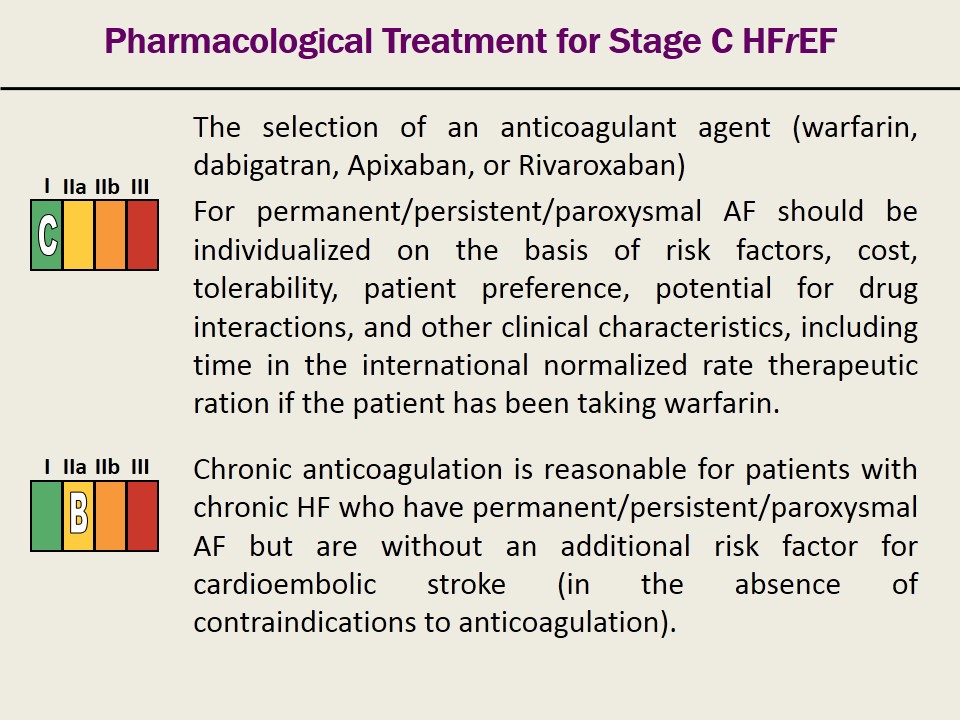 Pharmacological Treatment for Stage C HFrEF
The selection of an anticoagulant agent (warfarin,
dabigatran, Apixaban, or Rivaroxaban)
I IIa IIb III
C
For permanent/persistent/paroxysmal AF should be
individualized on the basis of risk factors, cost,
tolerability, patient preference, potential for drug
interactions, and other clinical characteristics, including
time in the international normalized rate therapeutic
ration if the patient has been taking warfarin.
I IIa IIb III
B
Chronic anticoagulation is reasonable for patients with
chronic HF who have permanent/persistent/paroxysmal
AF but are without an additional risk factor for
cardioembolic stroke (in the absence of
contraindications to anticoagulation).